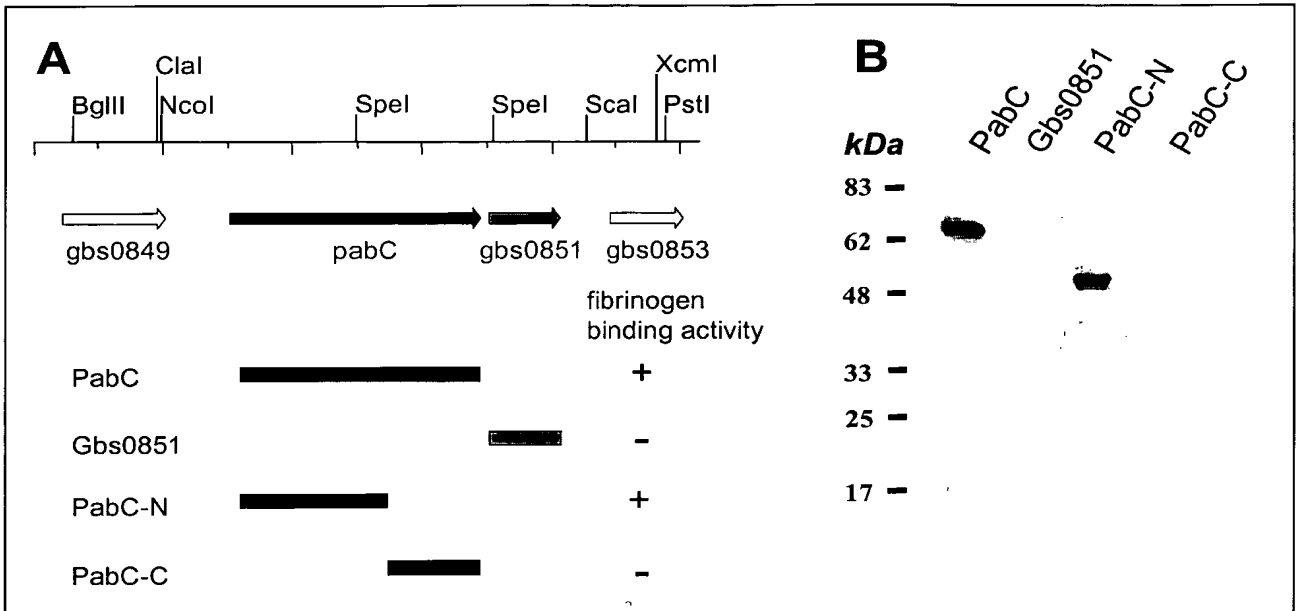 A
ClaI
XcmI
BglII
NcoI
SpeI
SpeI
ScaI
PstI
gbs0849
pabC
gbs0851
gbs0853
fibrinogen
binding activity
PabC
+
Gbs0851
-
PabC-N
+
PabC-C
-
B
PabC
Gbs0851
PabC-N
PabC-C
kDa
83
62
48
33
25
17